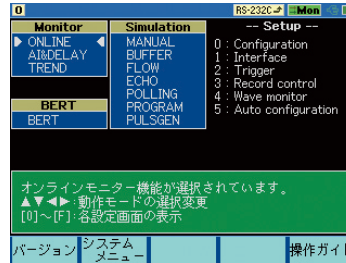 0 RS-232C Mon
Monitor Simulation -- Setup --
ONLINE MANUAL 0 : Configuration
AI&DELAY BUFFER 1 : Interface
TREND FLOW 2 : Trigger
ECHO 3 : Record control
POLLING 4 : Wave monitor
BERT PROGRAM 5 : Auto configuration
BERT PULSGEN
オンラインモニター機能が選択されています。
▲▼◀▶:動作モードの選択変更
[0]～[F]:各設定画面の表示
バージョン システム 操作ガイド
メニュー